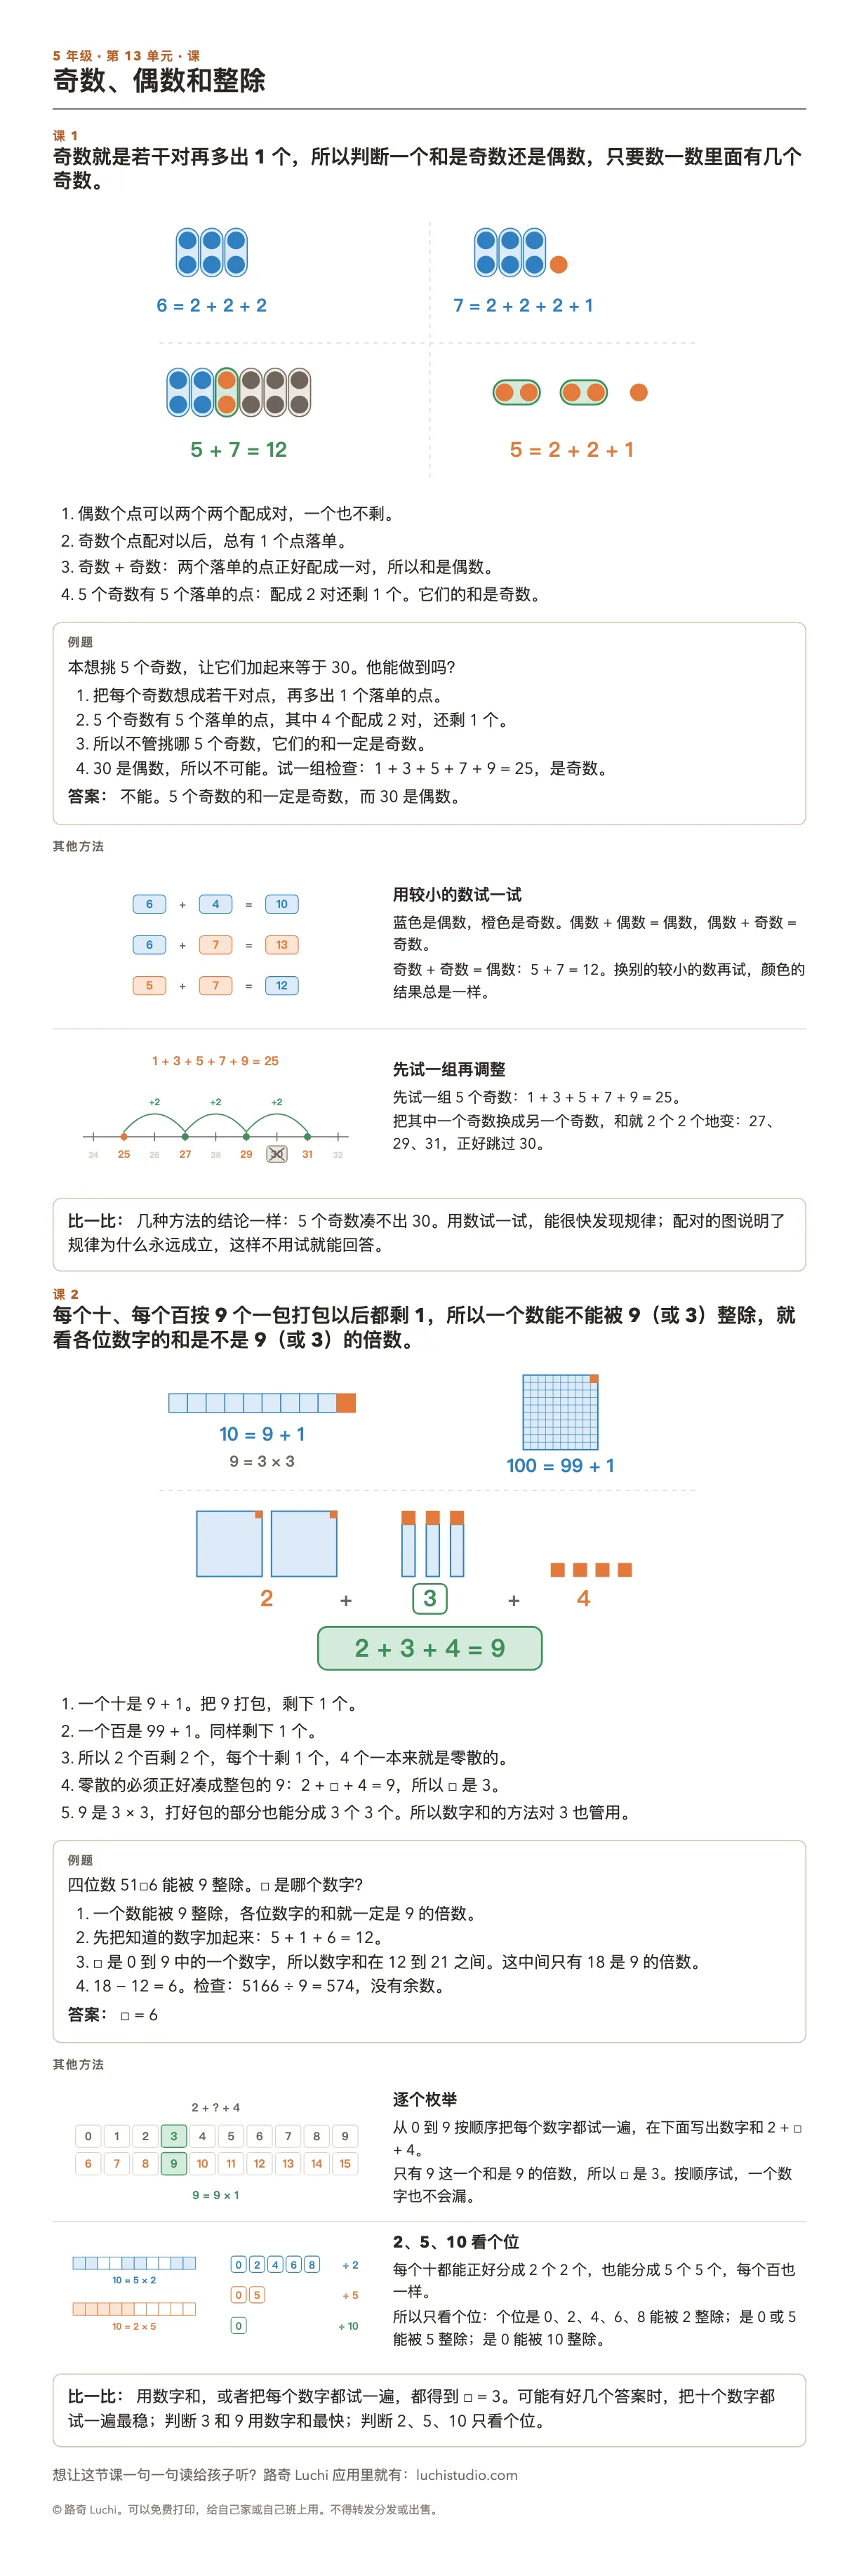 5 年级 · 第 13 单元 · 课
奇数、偶数和整除
课 1
奇数就是若干对再多出 1 个，所以判断一个和是奇数还是偶数，只要数一数里面有几个
奇数。
6 = 2 + 2 + 2
7 = 2 + 2 + 2 + 1
5 + 7 = 12
5 = 2 + 2 + 1
1. 偶数个点可以两个两个配成对，一个也不剩。
2. 奇数个点配对以后，总有 1 个点落单。
3. 奇数 + 奇数：两个落单的点正好配成一对，所以和是偶数。
4. 5 个奇数有 5 个落单的点：配成 2 对还剩 1 个。它们的和是奇数。
例题
本想挑 5 个奇数，让它们加起来等于 30。他能做到吗？
1. 把每个奇数想成若干对点，再多出 1 个落单的点。
2. 5 个奇数有 5 个落单的点，其中 4 个配成 2 对，还剩 1 个。
3. 所以不管挑哪 5 个奇数，它们的和一定是奇数。
4. 30 是偶数，所以不可能。试一组检查：1 + 3 + 5 + 7 + 9 = 25，是奇数。
答案： 不能。5 个奇数的和一定是奇数，而 30 是偶数。
其他方法
6 + 4 = 10
6 + 7 = 13
5 + 7 = 12
用较小的数试一试
蓝色是偶数，橙色是奇数。偶数 + 偶数 = 偶数，偶数 + 奇数 =
奇数。
奇数 + 奇数 = 偶数：5 + 7 = 12。换别的较小的数再试，颜色的
结果总是一样。
1 + 3 + 5 + 7 + 9 = 25
+2 +2 +2
24 25 26 27 28 29 30 31 32
先试一组再调整
先试一组 5 个奇数：1 + 3 + 5 + 7 + 9 = 25。
把其中一个奇数换成另一个奇数，和就 2 个 2 个地变：27、
29、31，正好跳过 30。
比一比： 几种方法的结论一样：5 个奇数凑不出 30。用数试一试，能很快发现规律；配对的图说明了
规律为什么永远成立，这样不用试就能回答。
课 2
每个十、每个百按 9 个一包打包以后都剩 1，所以一个数能不能被 9（或 3）整除，就
看各位数字的和是不是 9（或 3）的倍数。
10 = 9 + 1
9 = 3 × 3
100 = 99 + 1
2 + 3 + 4
2 + 3 + 4 = 9
1. 一个十是 9 + 1。把 9 打包，剩下 1 个。
2. 一个百是 99 + 1。同样剩下 1 个。
3. 所以 2 个百剩 2 个，每个十剩 1 个，4 个一本来就是零散的。
4. 零散的必须正好凑成整包的 9：2 + □ + 4 = 9，所以 □ 是 3。
5. 9 是 3 × 3，打好包的部分也能分成 3 个 3 个。所以数字和的方法对 3 也管用。
例题
四位数 51□6 能被 9 整除。□ 是哪个数字？
1. 一个数能被 9 整除，各位数字的和就一定是 9 的倍数。
2. 先把知道的数字加起来：5 + 1 + 6 = 12。
3. □ 是 0 到 9 中的一个数字，所以数字和在 12 到 21 之间。这中间只有 18 是 9 的倍数。
4. 18 − 12 = 6。检查：5166 ÷ 9 = 574，没有余数。
答案： □ = 6
其他方法
2 + ? + 4
0 1 2 3 4 5 6 7 8 9
6 7 8 9 10 11 12 13 14 15
9 = 9 × 1
逐个枚举
从 0 到 9 按顺序把每个数字都试一遍，在下面写出数字和 2 + □
+ 4。
只有 9 这一个和是 9 的倍数，所以 □ 是 3。按顺序试，一个数
字也不会漏。
10 = 5 × 2
10 = 2 × 5
0 2 4 6 8 ÷ 2
0 5 ÷ 5
0 ÷ 10
2、5、10 看个位
每个十都能正好分成 2 个 2 个，也能分成 5 个 5 个，每个百也
一样。
所以只看个位：个位是 0、2、4、6、8 能被 2 整除；是 0 或 5
能被 5 整除；是 0 能被 10 整除。
比一比： 用数字和，或者把每个数字都试一遍，都得到 □ = 3。可能有好几个答案时，把十个数字都
试一遍最稳；判断 3 和 9 用数字和最快；判断 2、5、10 只看个位。
想让这节课一句一句读给孩子听？路奇 Luchi 应用里就有：luchistudio.com
© 路奇 Luchi。可以免费打印，给自己家或自己班上用。不得转发分发或出售。